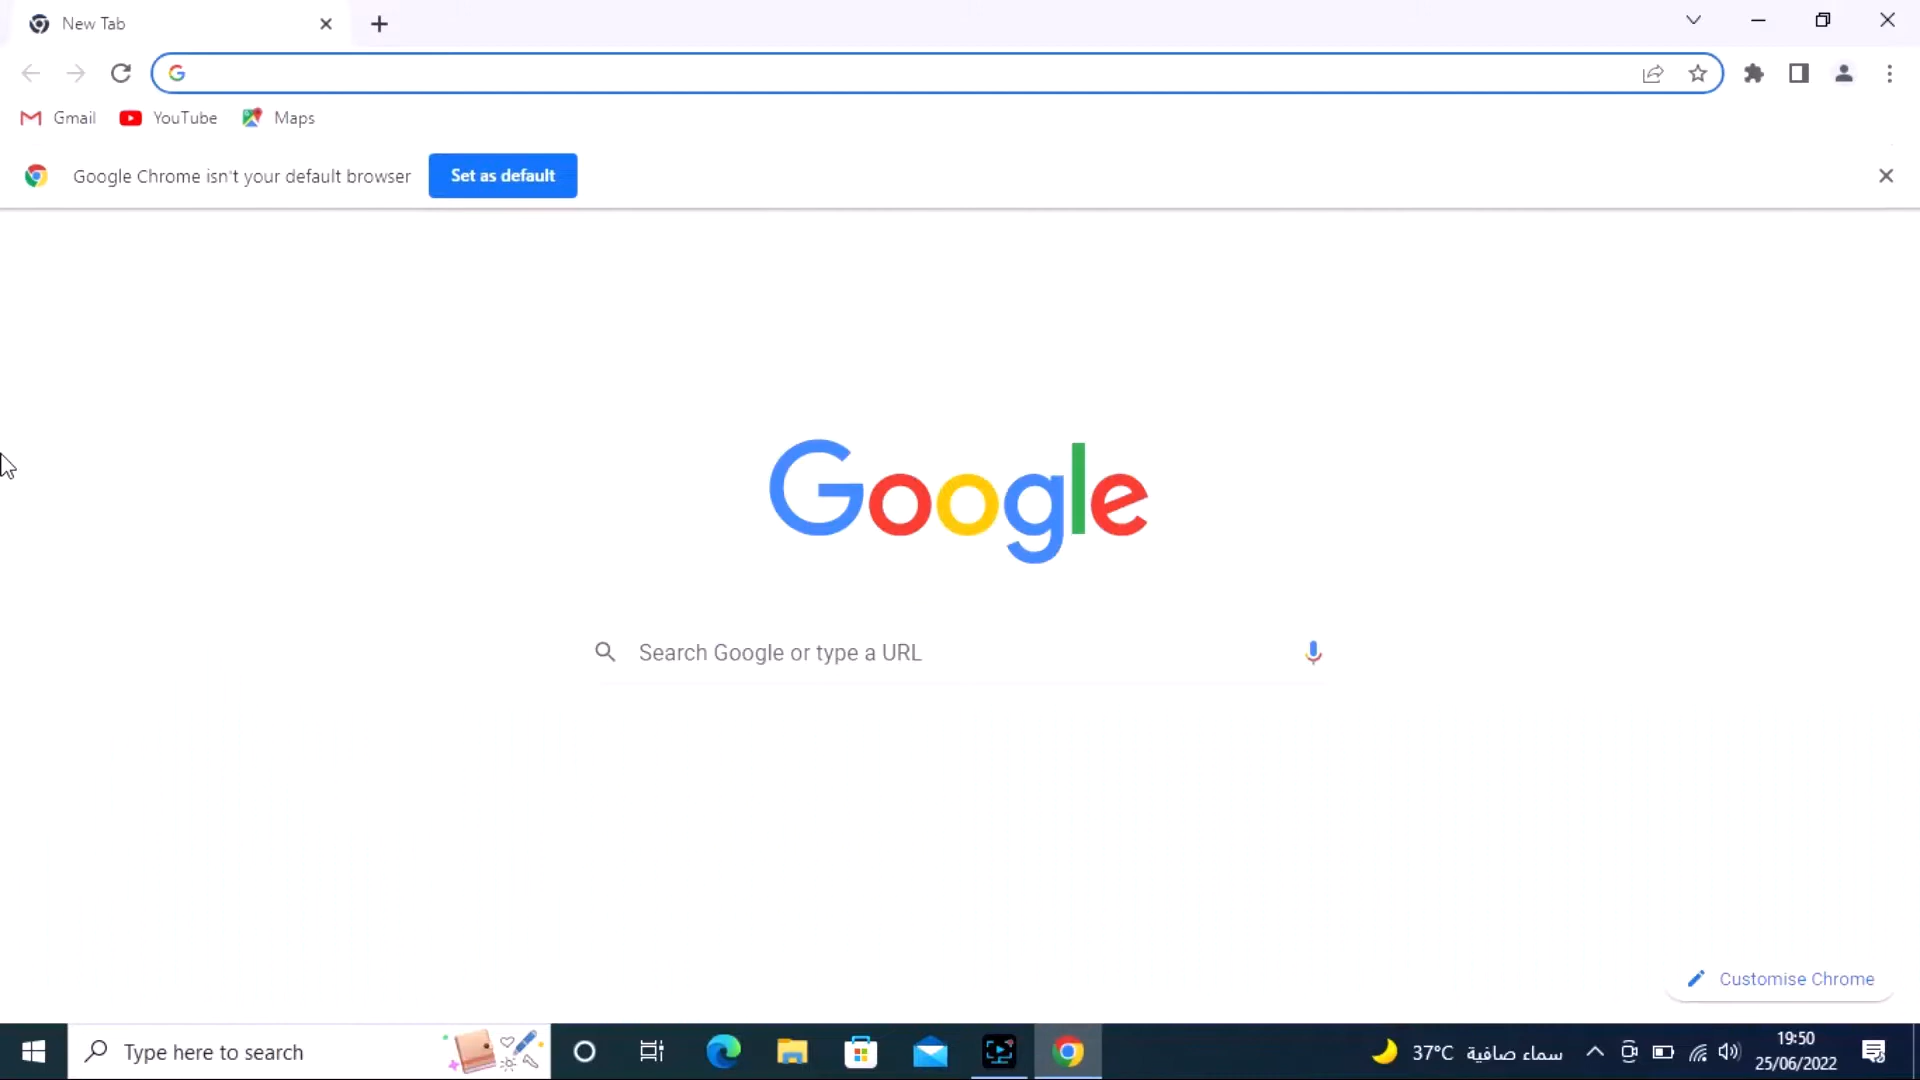 New Tab
Gmail
YouTube
Maps
Google Chrome isn't your default browser
Set as default
Google
Search Google or type a URL
Customise Chrome
Type here to search
37°C سماء صافية
19:50
25/06/2022